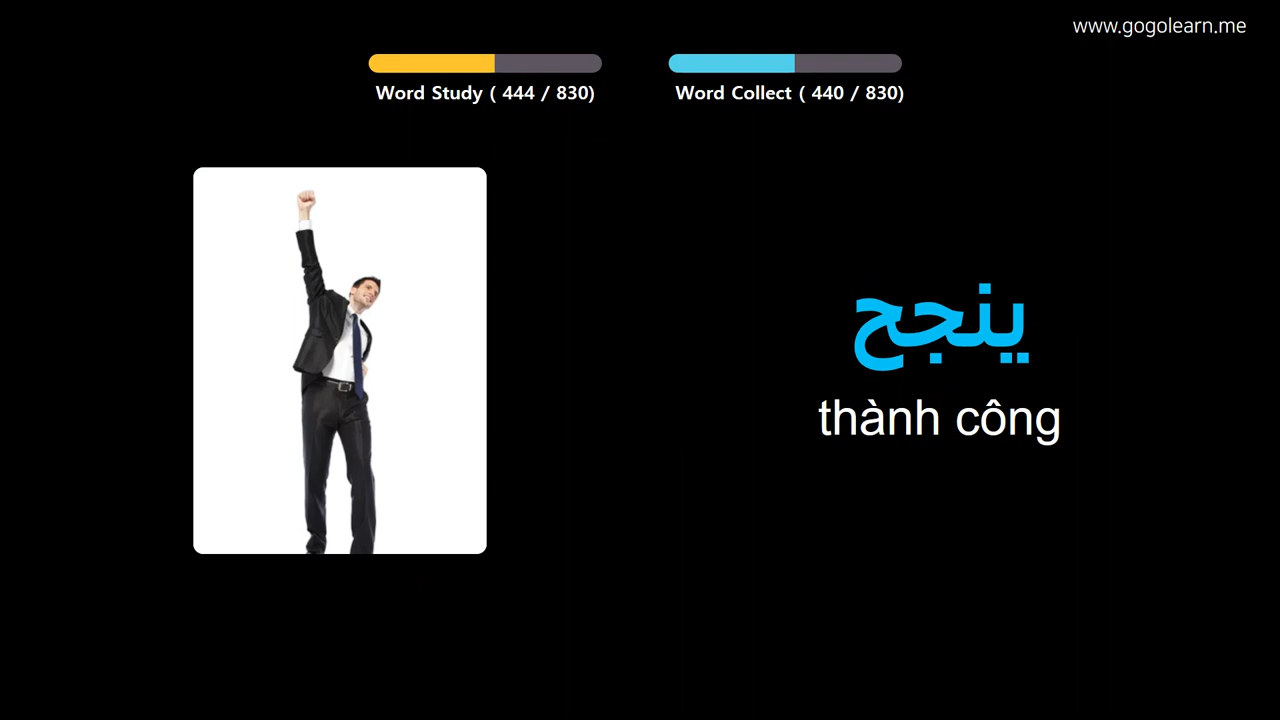 www.gogolearn.me
Word Study ( 444 / 830)
Word Collect ( 440 / 830)
ينجح
thành công